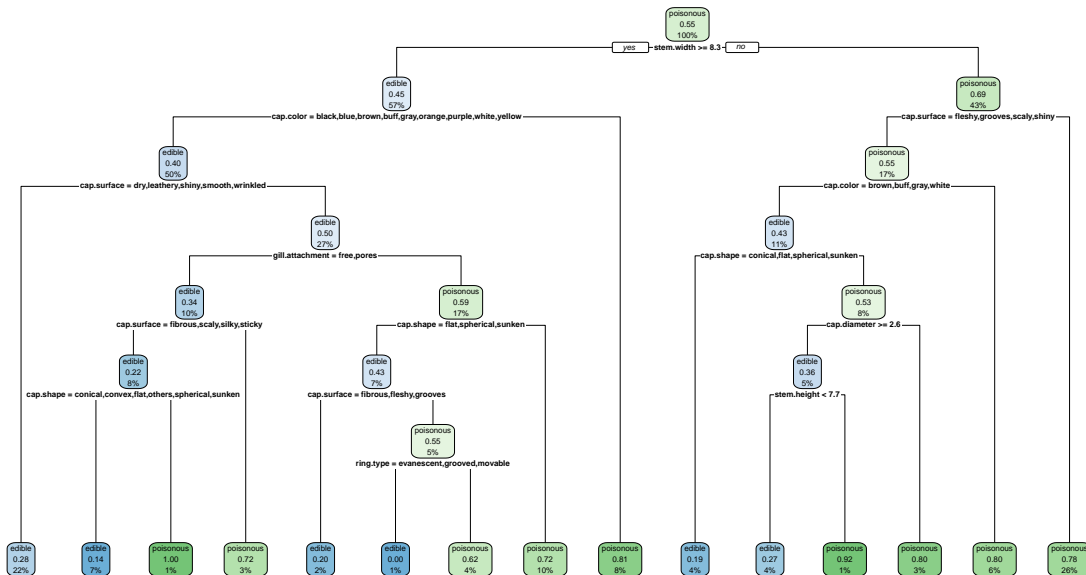 poisonous
0.55
100%
yes stem.width >= 8.3 no
edible
0.45
57%
poisonous
0.69
43%
cap.color = black,blue,brown,buff,gray,orange,purple,white,yellow
cap.surface = fleshy,grooves,scaly,shiny
edible
0.40
50%
poisonous
0.55
17%
cap.surface = dry,leathery,shiny,smooth,wrinkled
cap.color = brown,buff,gray,white
edible
0.50
27%
edible
0.43
11%
gill.attachment = free,pores
cap.shape = conical,flat,spherical,sunken
edible
0.34
10%
poisonous
0.59
17%
poisonous
0.53
8%
cap.surface = fibrous,scaly,silky,sticky
cap.shape = flat,spherical,sunken
cap.diameter >= 2.6
edible
0.22
8%
edible
0.43
7%
edible
0.36
5%
cap.shape = conical,convex,flat,others,spherical,sunken
cap.surface = fibrous,fleshy,grooves
stem.height < 7.7
poisonous
0.55
5%
ring.type = evanescent,grooved,movable
edible
0.28
22%
edible
0.14
7%
poisonous
1.00
1%
poisonous
0.72
3%
edible
0.20
2%
edible
0.00
1%
poisonous
0.62
4%
poisonous
0.72
10%
poisonous
0.81
8%
edible
0.19
4%
edible
0.27
4%
poisonous
0.92
1%
poisonous
0.80
3%
poisonous
0.80
6%
poisonous
0.78
26%